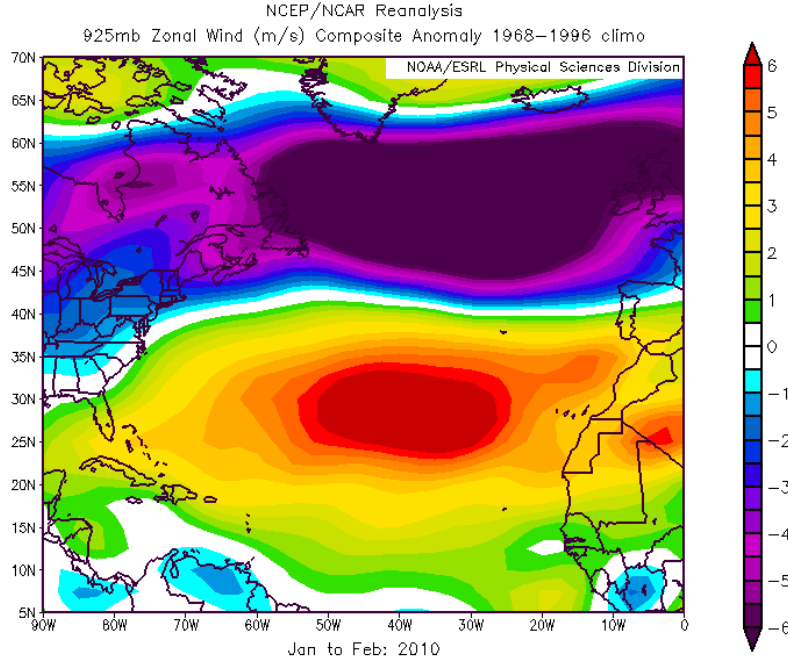 NCEP/NCAR Reanalysis
925mb Zonal Wind (m/s) Composite Anomaly 1968-1996 climo
NOAA/ESRL Physical Sciences Division
70N
65N
60N
55N
50N
45N
40N
35N
30N
25N
20N
15N
10N
5N
90W 80W 70W 60W 50W 40W 30W 20W 10W 0
Jan to Feb: 2010
6
5
4
3
2
1
0
-1
-2
-3
-4
-5
-6